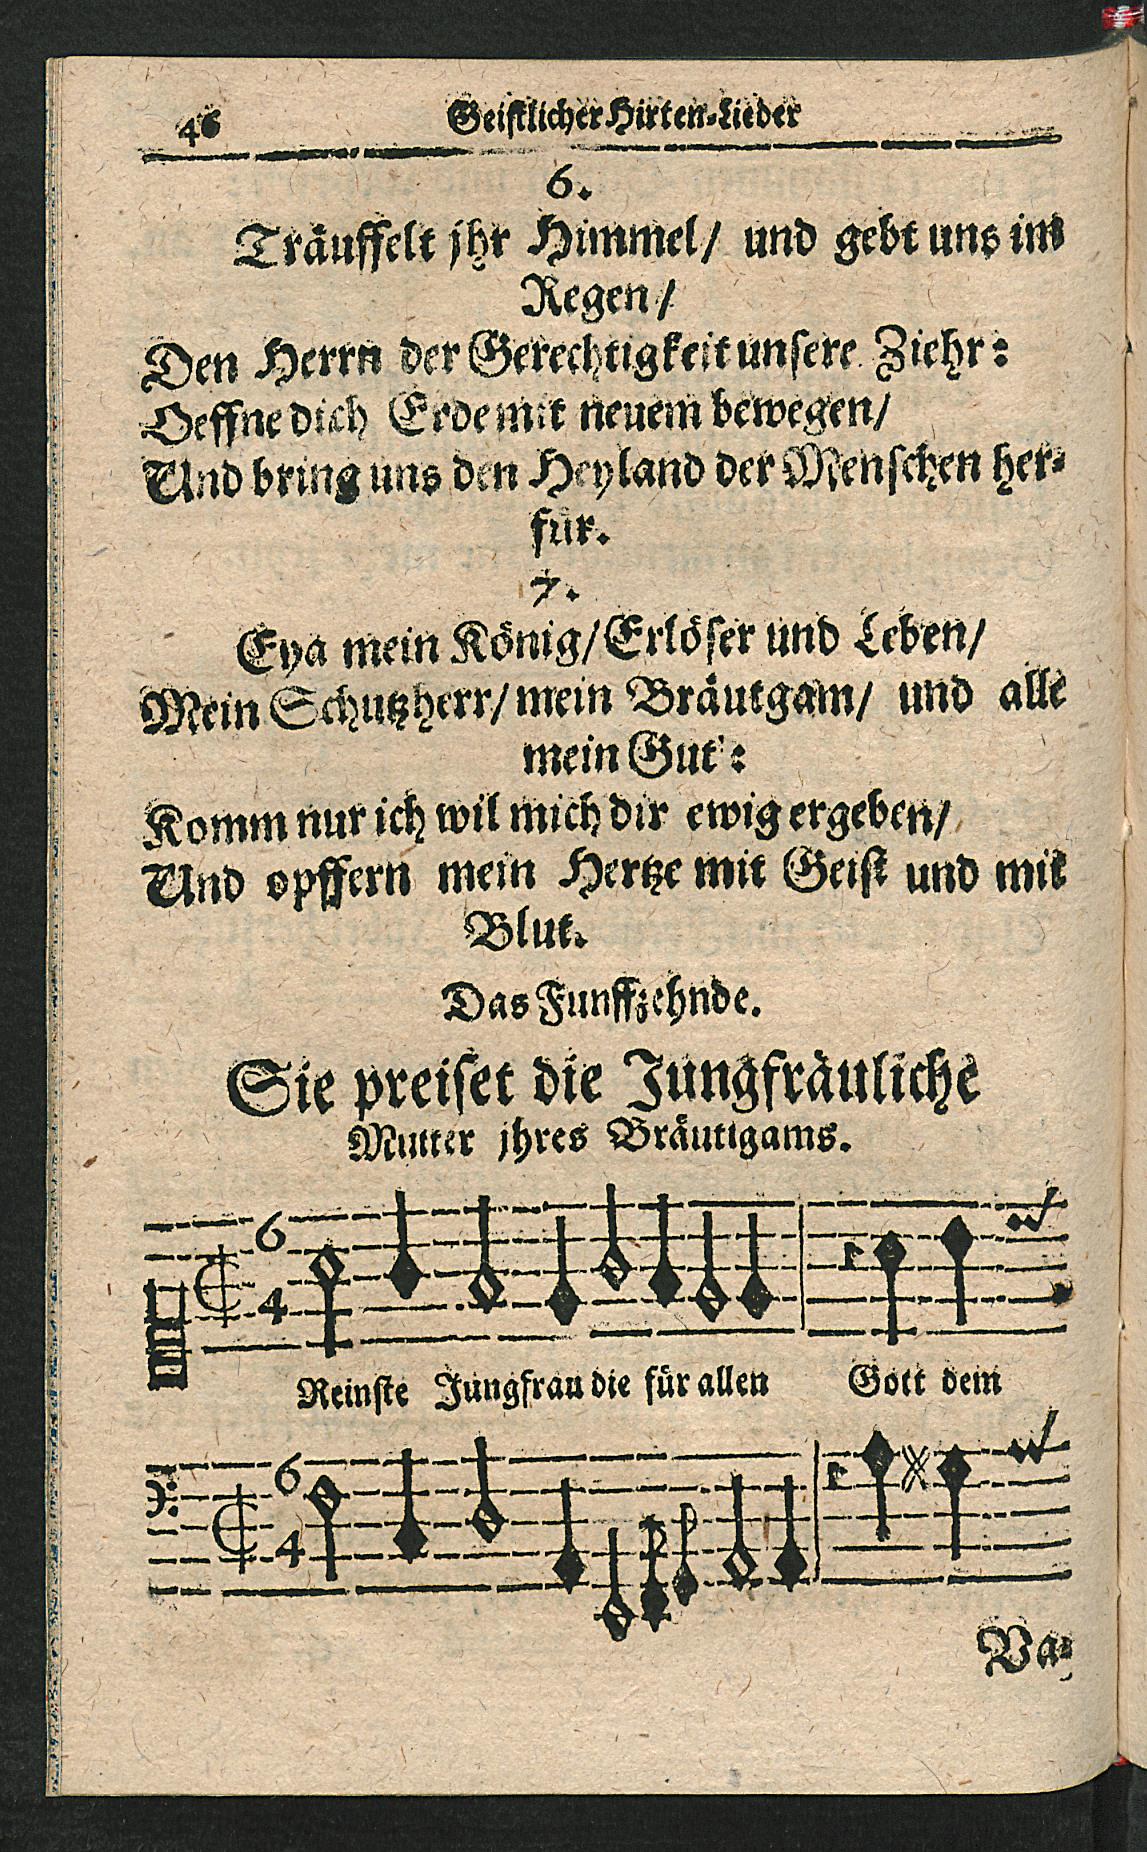 46 Geistlicher Hirten-Lieder
6.
Träuffelt jhr Himmel/ und gebt uns im
Regen/
Den Herrn der Gerechtigkeit unsere Ziehr:
Oeffne dich Erde mit neuem bewegen/
Und bring uns den Heyland der Menschen her-
für.
7.
Eya mein König/ Erlöser und Leben/
Mein Schutzherr/ mein Bräutgam/ und alle
mein Gut:
Komm nur ich wil mich dir ewig ergeben/
Und opffern mein Hertze mit Geist und mit
Blut.
Das Funffzehnde.
Sie preiset die Jungfräuliche
Mutter jhres Bräutigams.
6
4
Reinste Jungfrau die für allen Gott dem
6
4
Va-